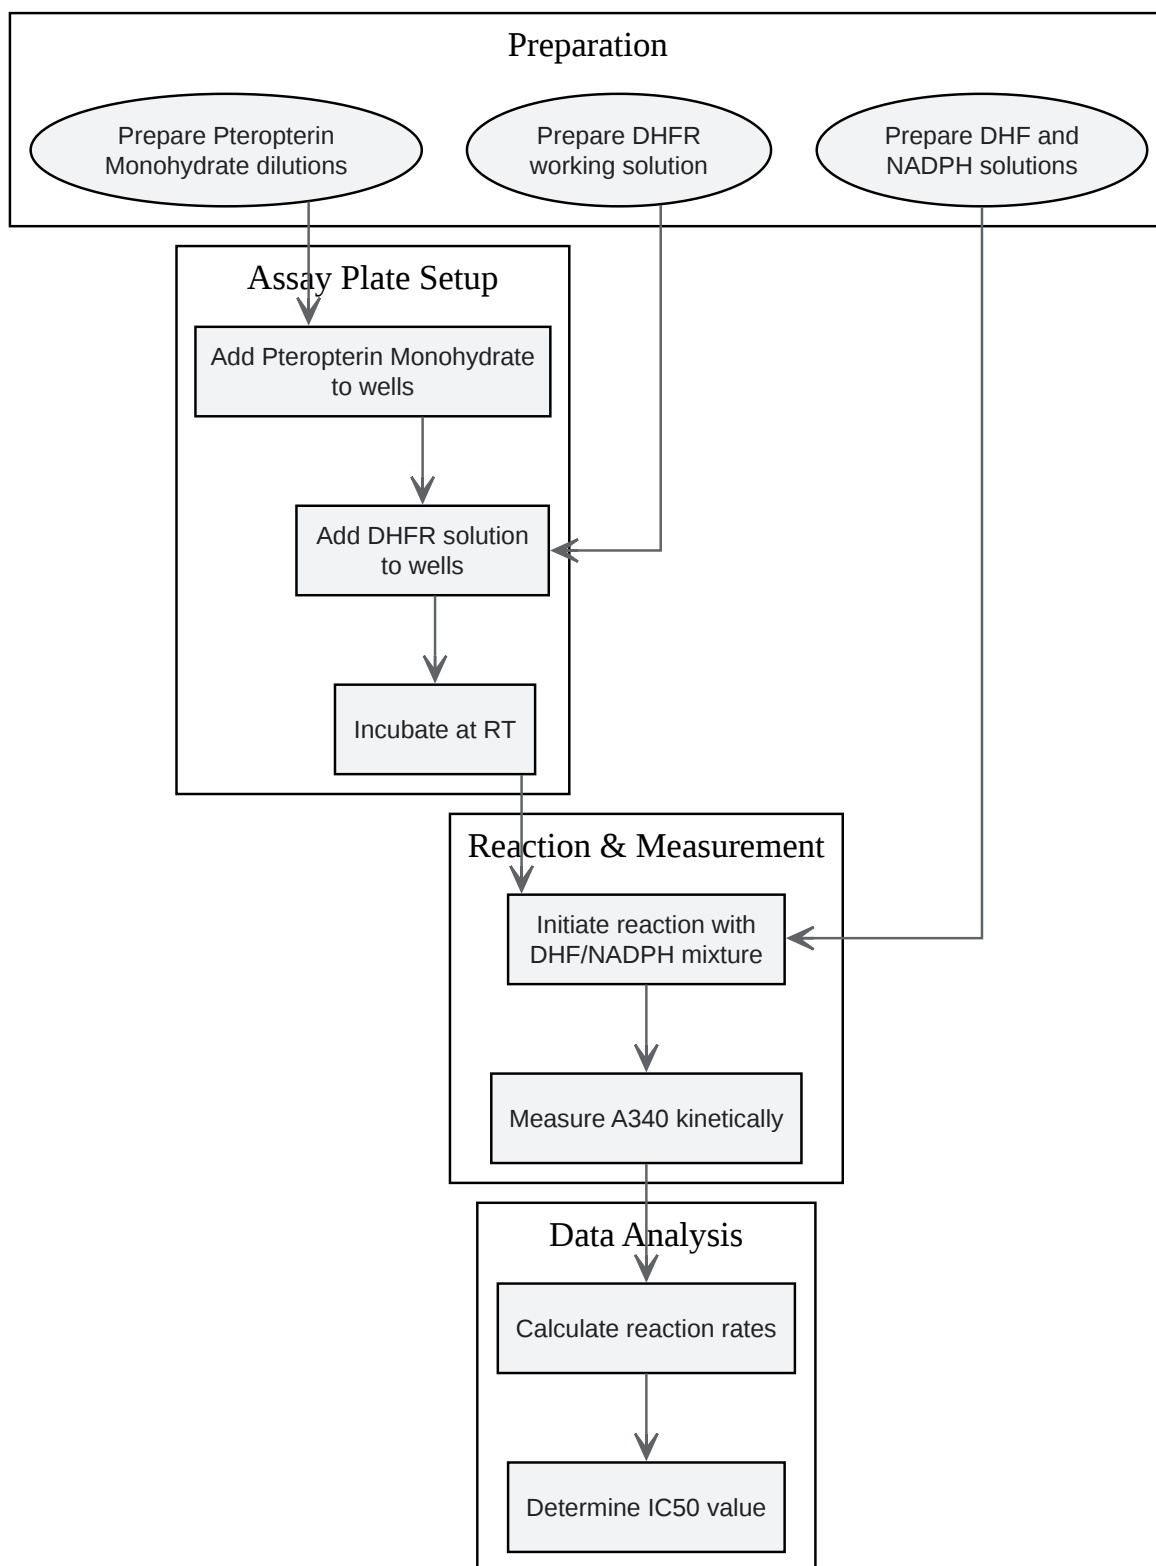 Preparation
Prepare Pteropterin
Monohydrate dilutions
Prepare DHFR
working solution
Prepare DHF and
NADPH solutions
Assay Plate Setup
Add Pteropterin Monohydrate
to wells
Add DHFR solution
to wells
Incubate at RT
Reaction & Measurement
Initiate reaction with
DHF/NADPH mixture
Measure A340 kinetically
Data Analysis
Calculate reaction rates
Determine IC50 value